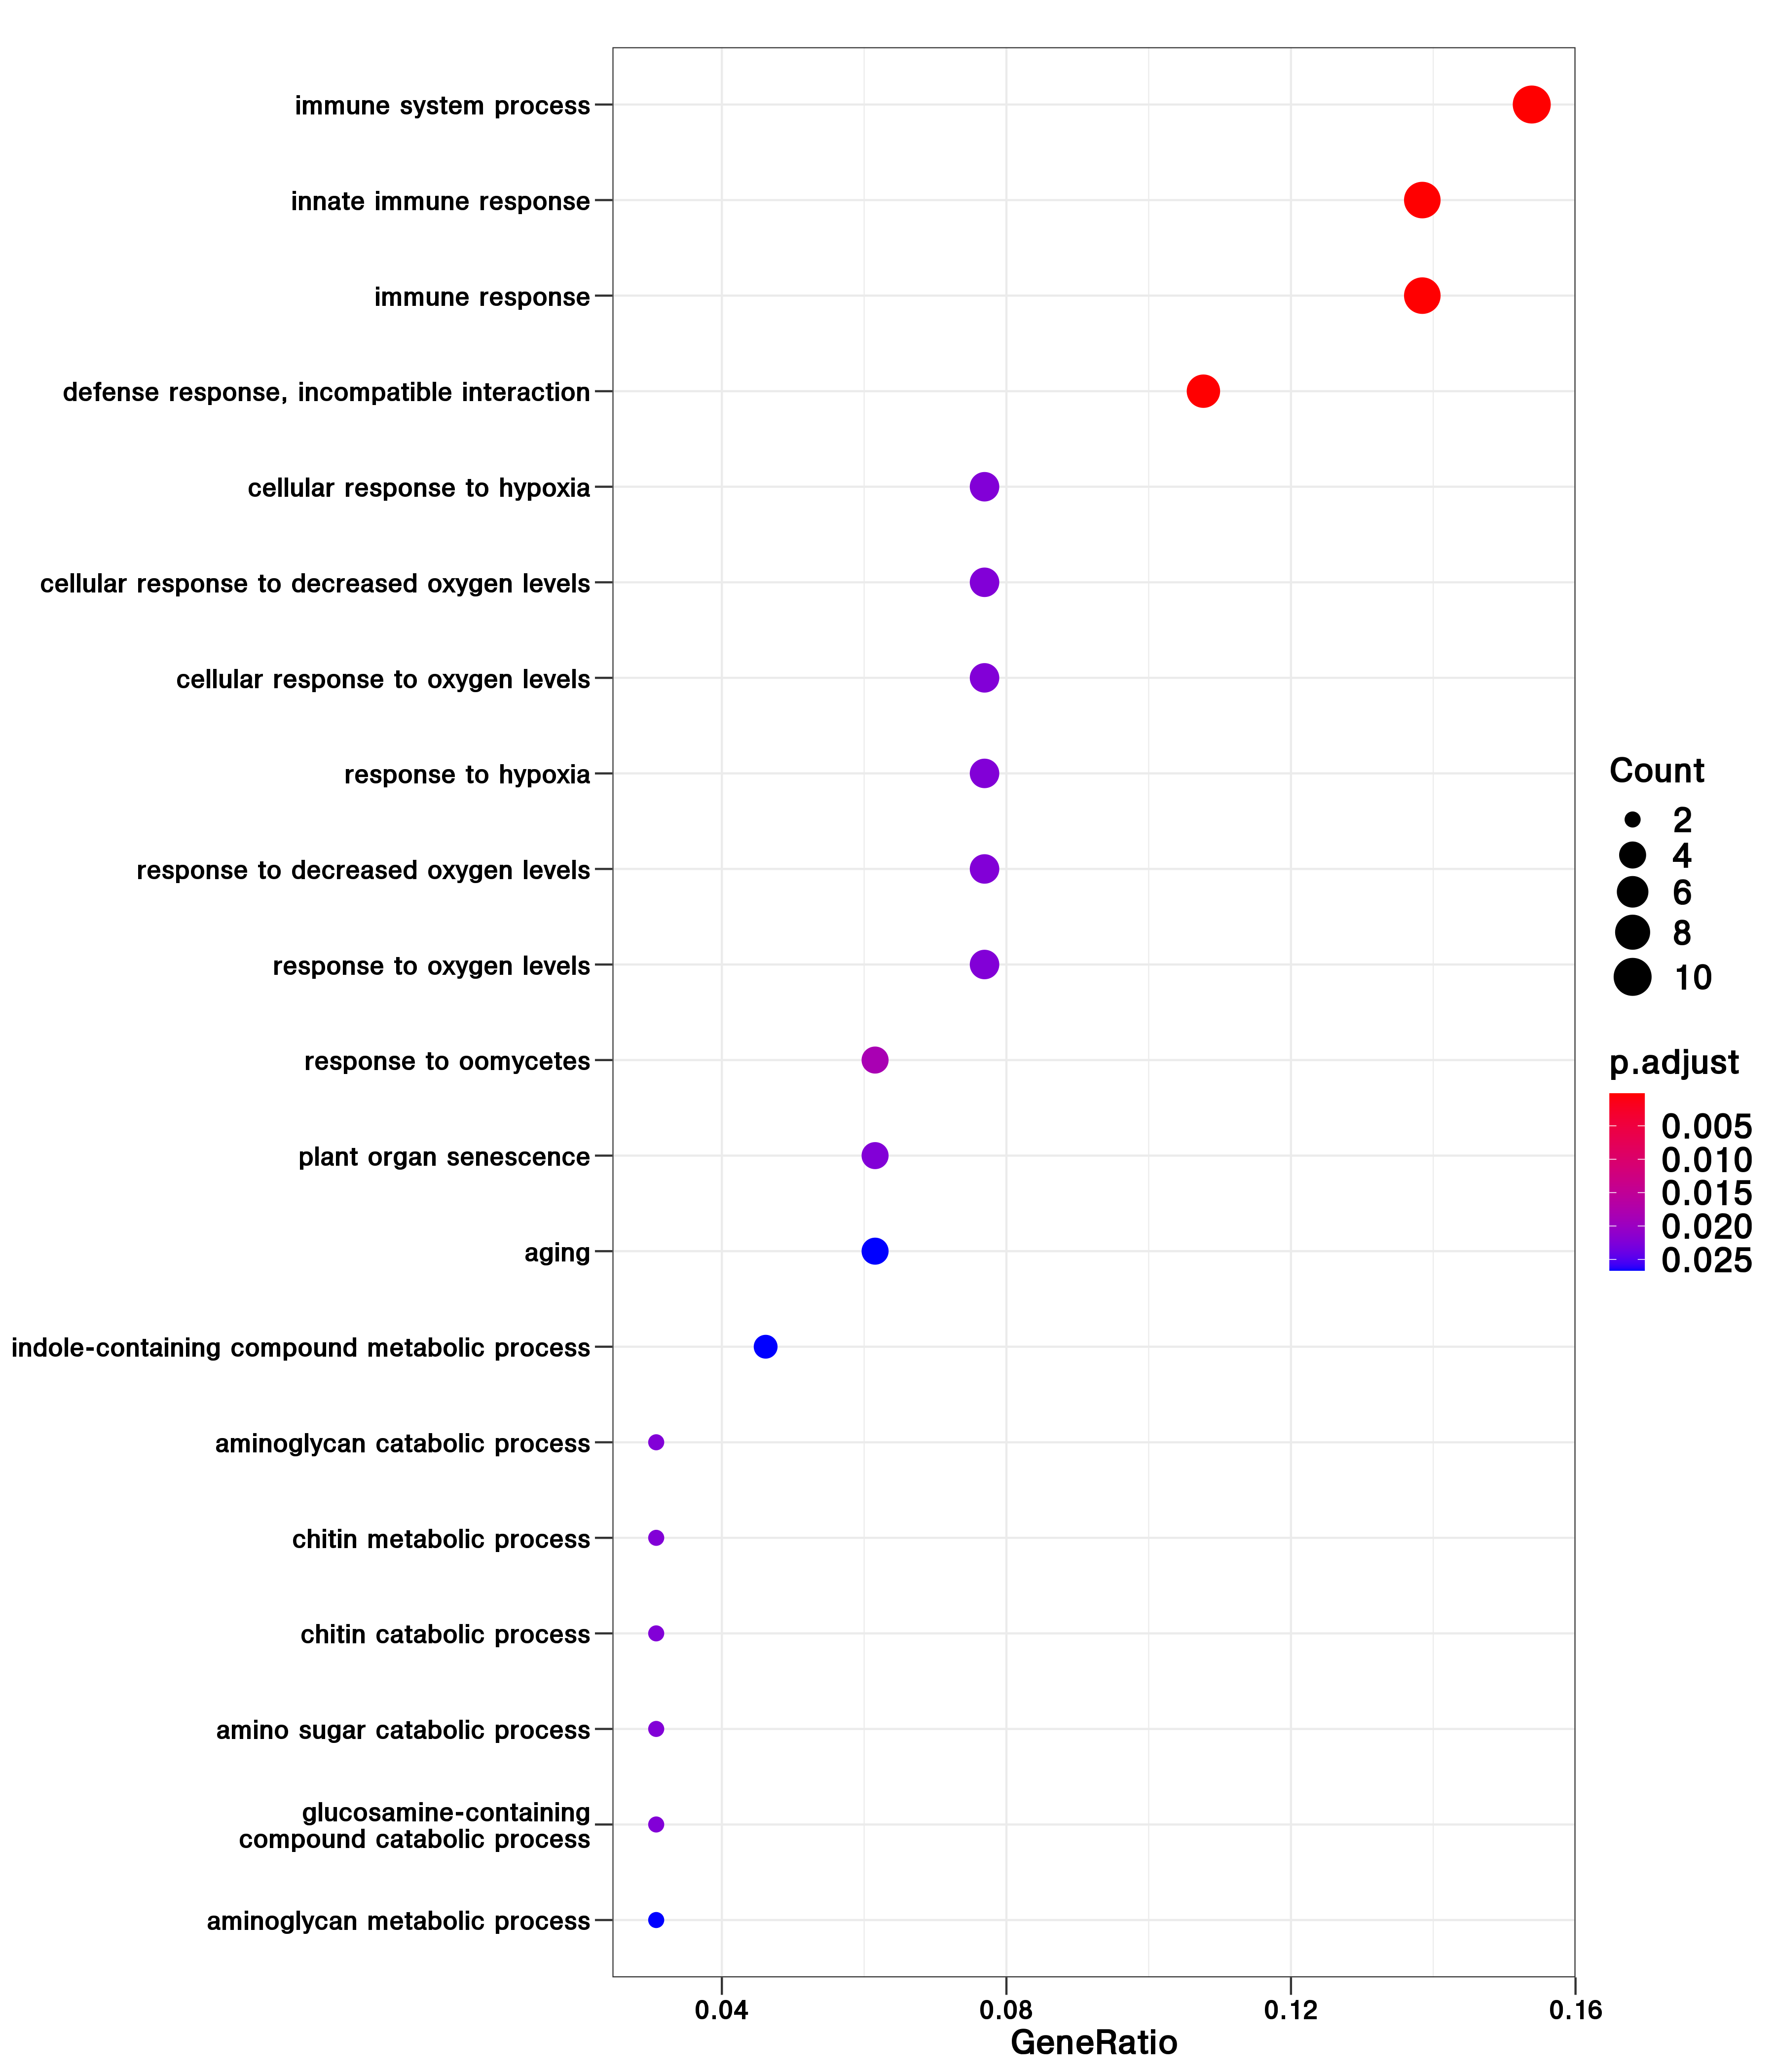 immune system process
innate immune response
immune response
defense response, incompatible interaction
cellular response to hypoxia
cellular response to decreased oxygen levels
cellular response to oxygen levels
response to hypoxia
response to decreased oxygen levels
response to oxygen levels
response to oomycetes
plant organ senescence
aging
indole-containing compound metabolic process
aminoglycan catabolic process
chitin metabolic process
chitin catabolic process
amino sugar catabolic process
glucosamine-containing
compound catabolic process
aminoglycan metabolic process
0.04 0.08 0.12 0.16
GeneRatio
Count
2
4
6
8
10
p.adjust
0.005
0.010
0.015
0.020
0.025